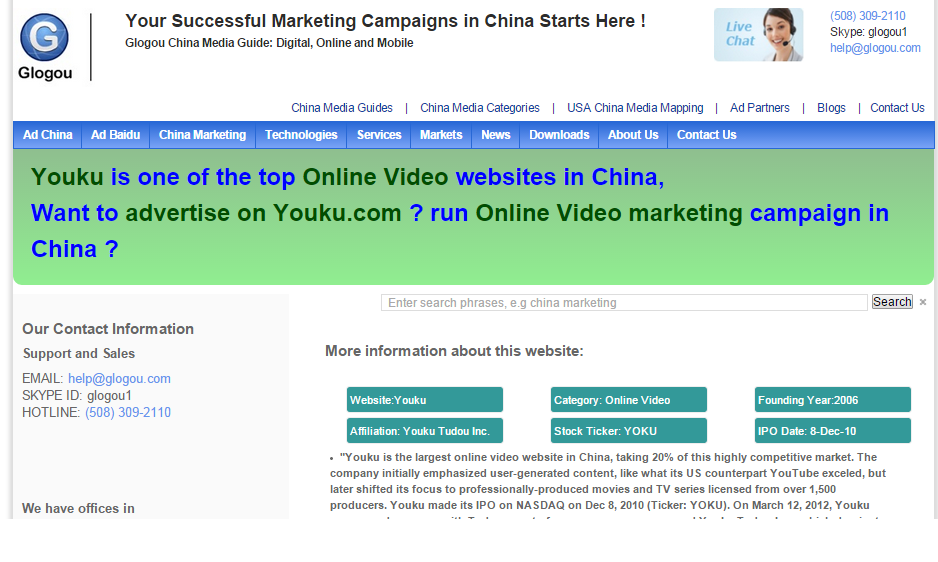 Your Successful Marketing Campaigns in China Starts Here !
Glogou China Media Guide: Digital, Online and Mobile
G
Glogou
Live
Chat
(508) 309-2110
Skype: glogou1
help@glogou.com
China Media Guides | China Media Categories | USA China Media Mapping | Ad Partners | Blogs | Contact Us
Ad China Ad Baidu China Marketing Technologies Services Markets News Downloads About Us Contact Us
Youku is one of the top Online Video websites in China,
Want to advertise on Youku.com ? run Online Video marketing campaign in
China ?
Enter search phrases, e.g china marketing Search ×
Our Contact Information
Support and Sales
EMAIL: help@glogou.com
SKYPE ID: glogou1
HOTLINE: (508) 309-2110
We have offices in
More information about this website:
Website:Youku Category: Online Video Founding Year:2006
Affiliation: Youku Tudou Inc. Stock Ticker: YOKU IPO Date: 8-Dec-10
• "Youku is the largest online video website in China, taking 20% of this highly competitive market. The
company initially emphasized user-generated content, like what its US counterpart YouTube exceled, but
later shifted its focus to professionally-produced movies and TV series licensed from over 1,500
producers. Youku made its IPO on NASDAQ on Dec 8, 2010 (Ticker: YOKU). On March 12, 2012, Youku